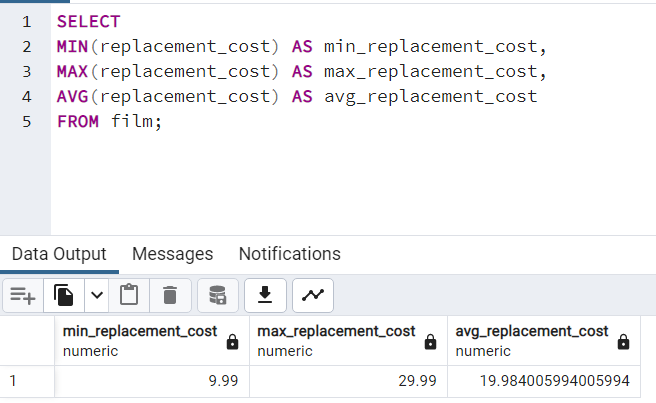 1 SELECT
2 MIN(replacement_cost) AS min_replacement_cost,
3 MAX(replacement_cost) AS max_replacement_cost,
4 AVG(replacement_cost) AS avg_replacement_cost
5 FROM film;
Data Output Messages Notifications
min_replacement_cost max_replacement_cost avg_replacement_cost
numeric numeric numeric
1 9.99 29.99 19.984005994005994